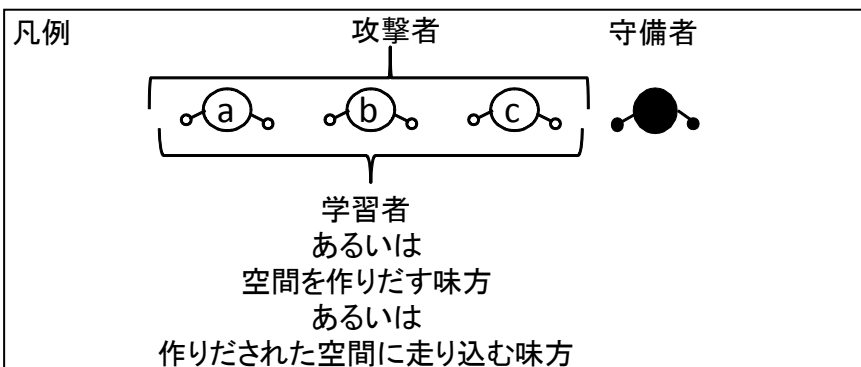 凡例 攻撃者 守備者
a b c
学習者
あるいは
空間を作りだす味方
あるいは
作りだされた空間に走り込む味方